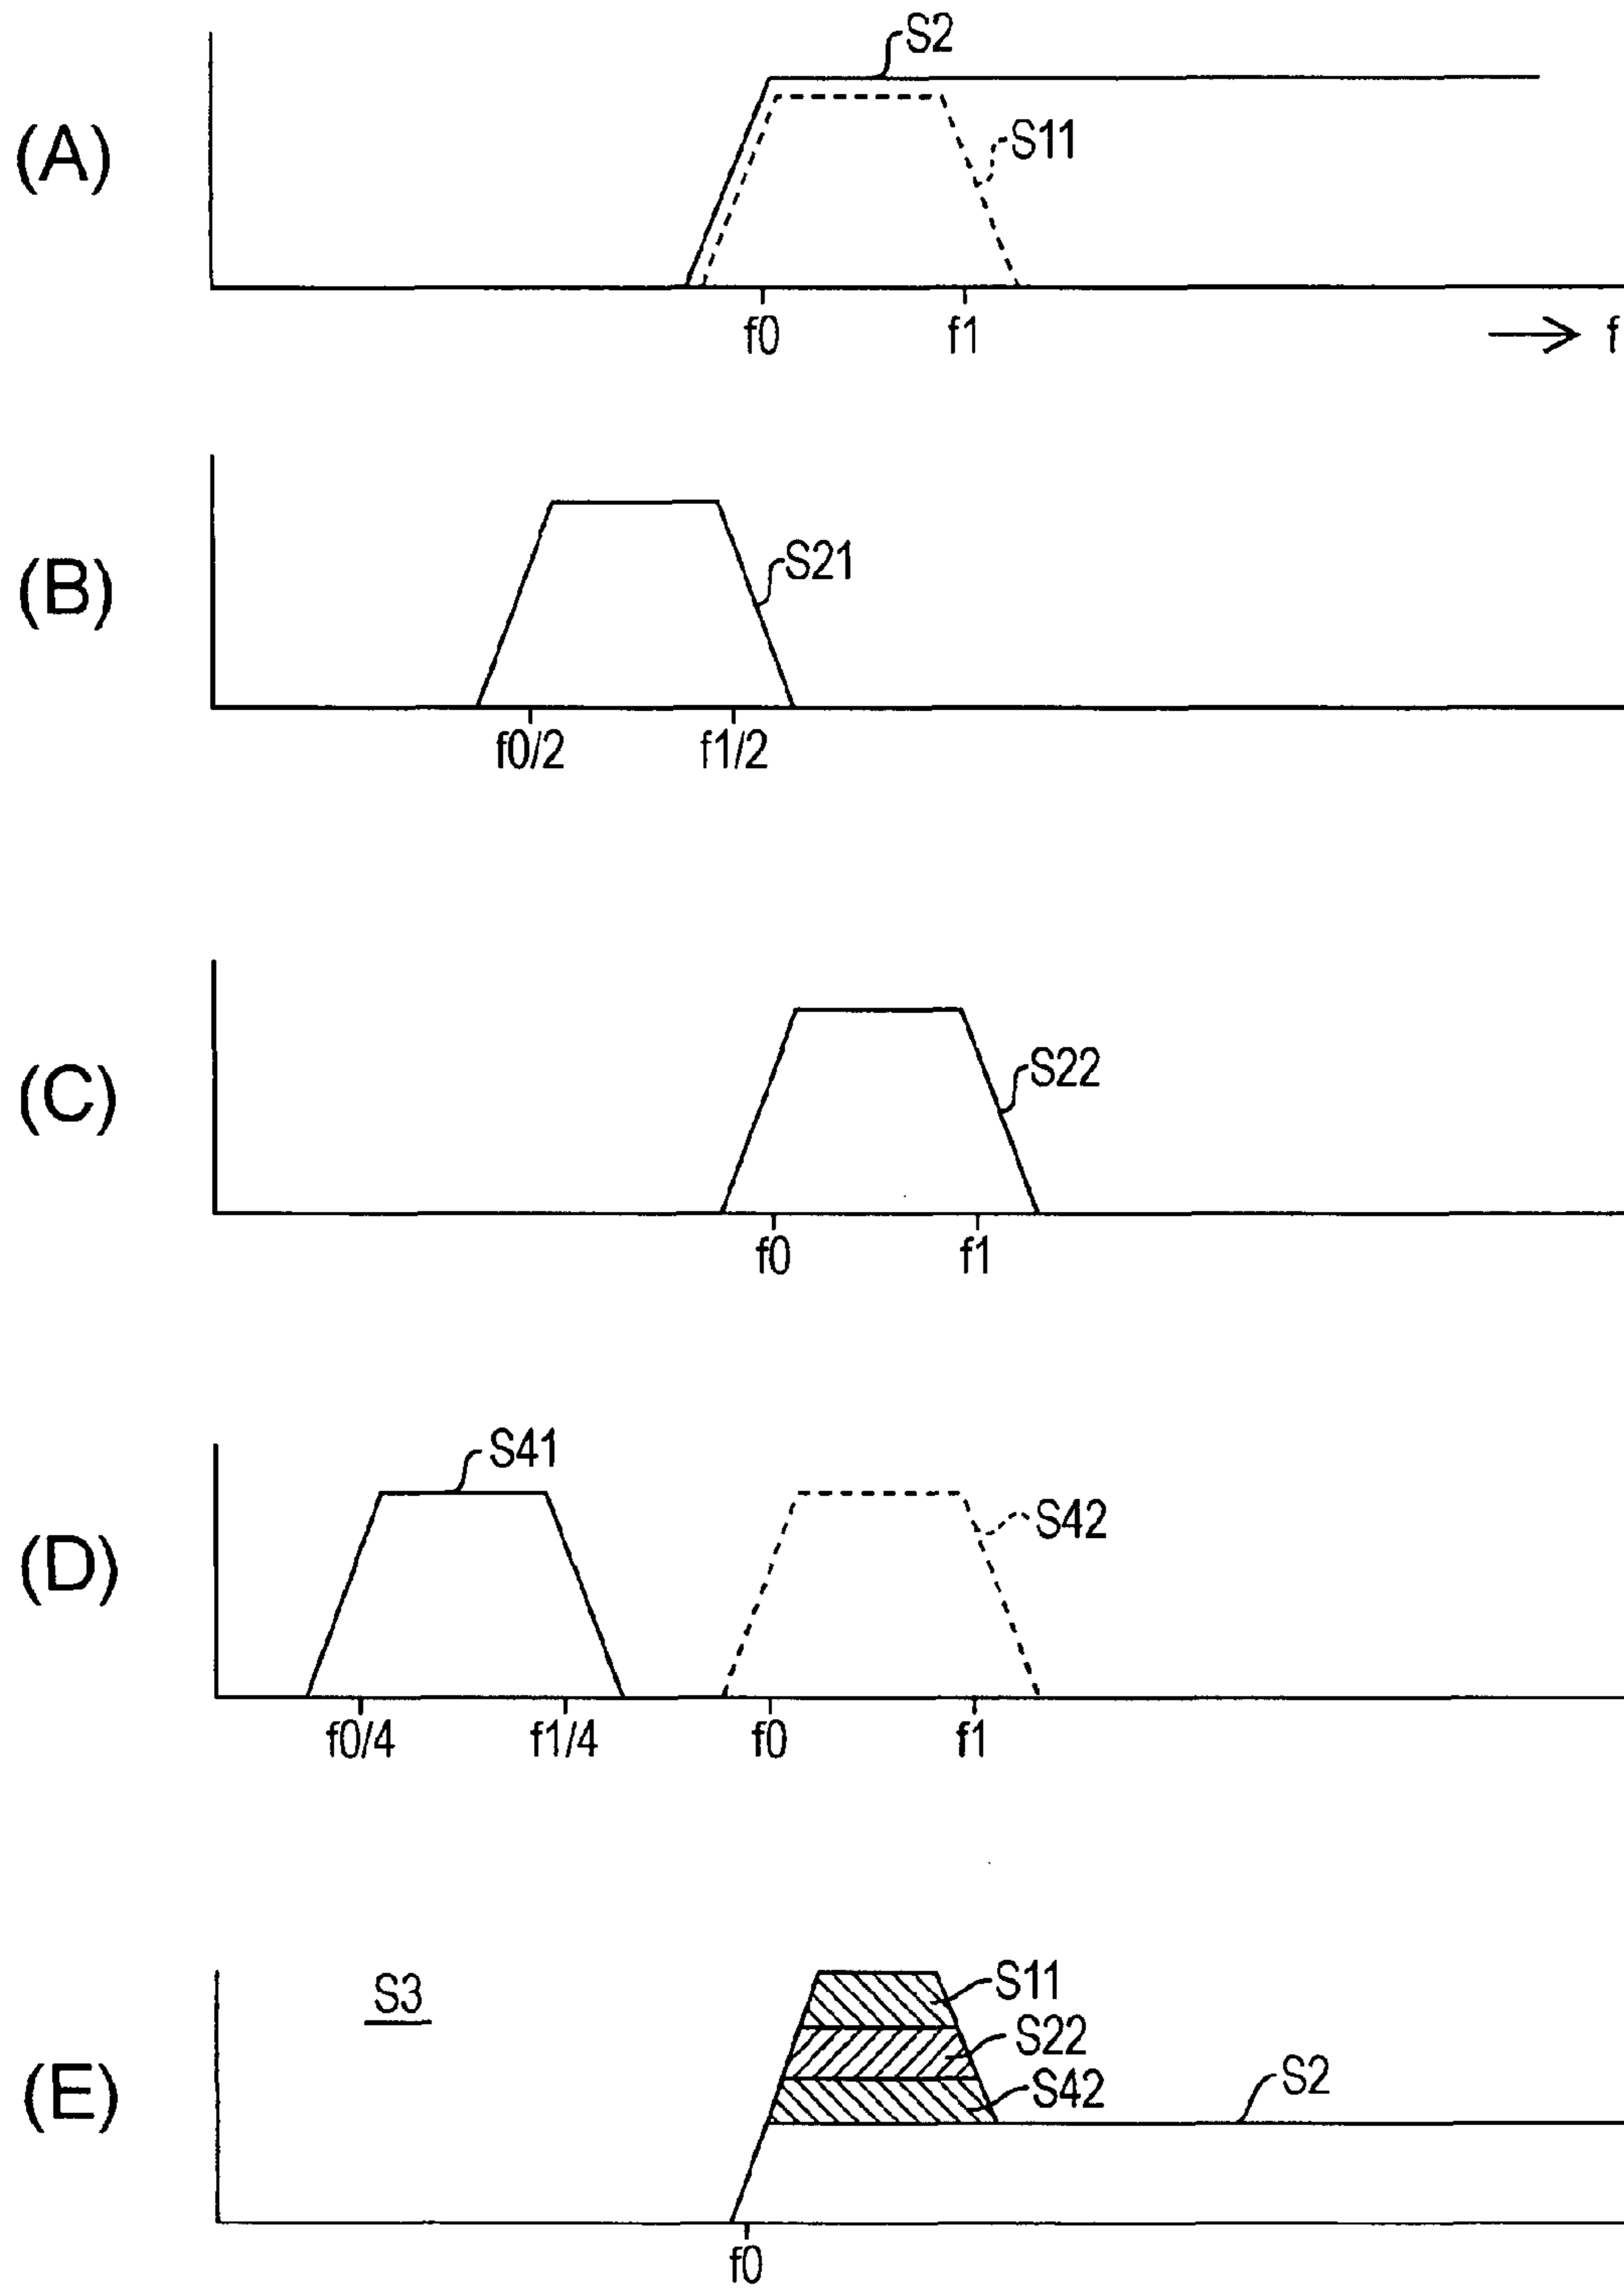 (A)
S2
S11
f0
f1
f
(B)
S21
f0/2
f1/2
(C)
S22
f0
f1
(D)
S41
S42
f0/4
f1/4
f0
f1
(E)
S3
S11
S22
S42
S2
f0